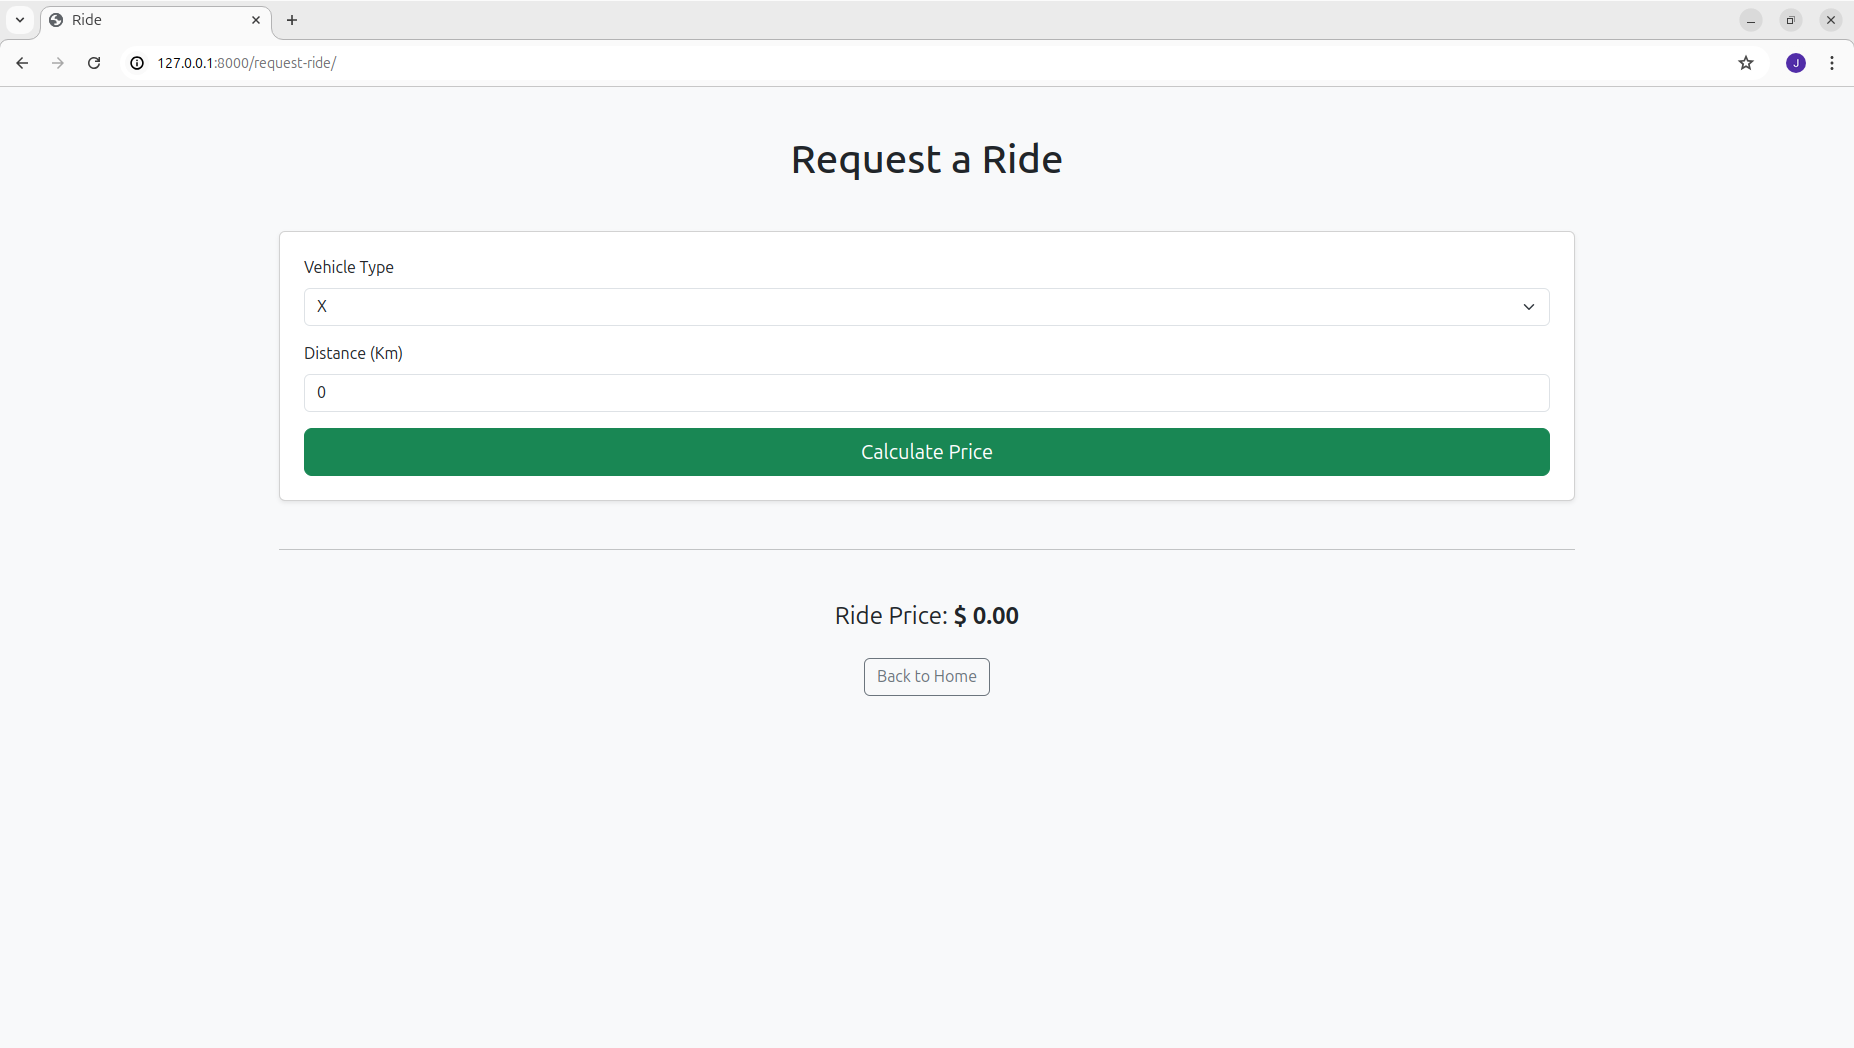 Ride
127.0.0.1:8000/request-ride/
J
Request a Ride
Vehicle Type
X
Distance (Km)
0
Calculate Price
Ride Price: $ 0.00
Back to Home